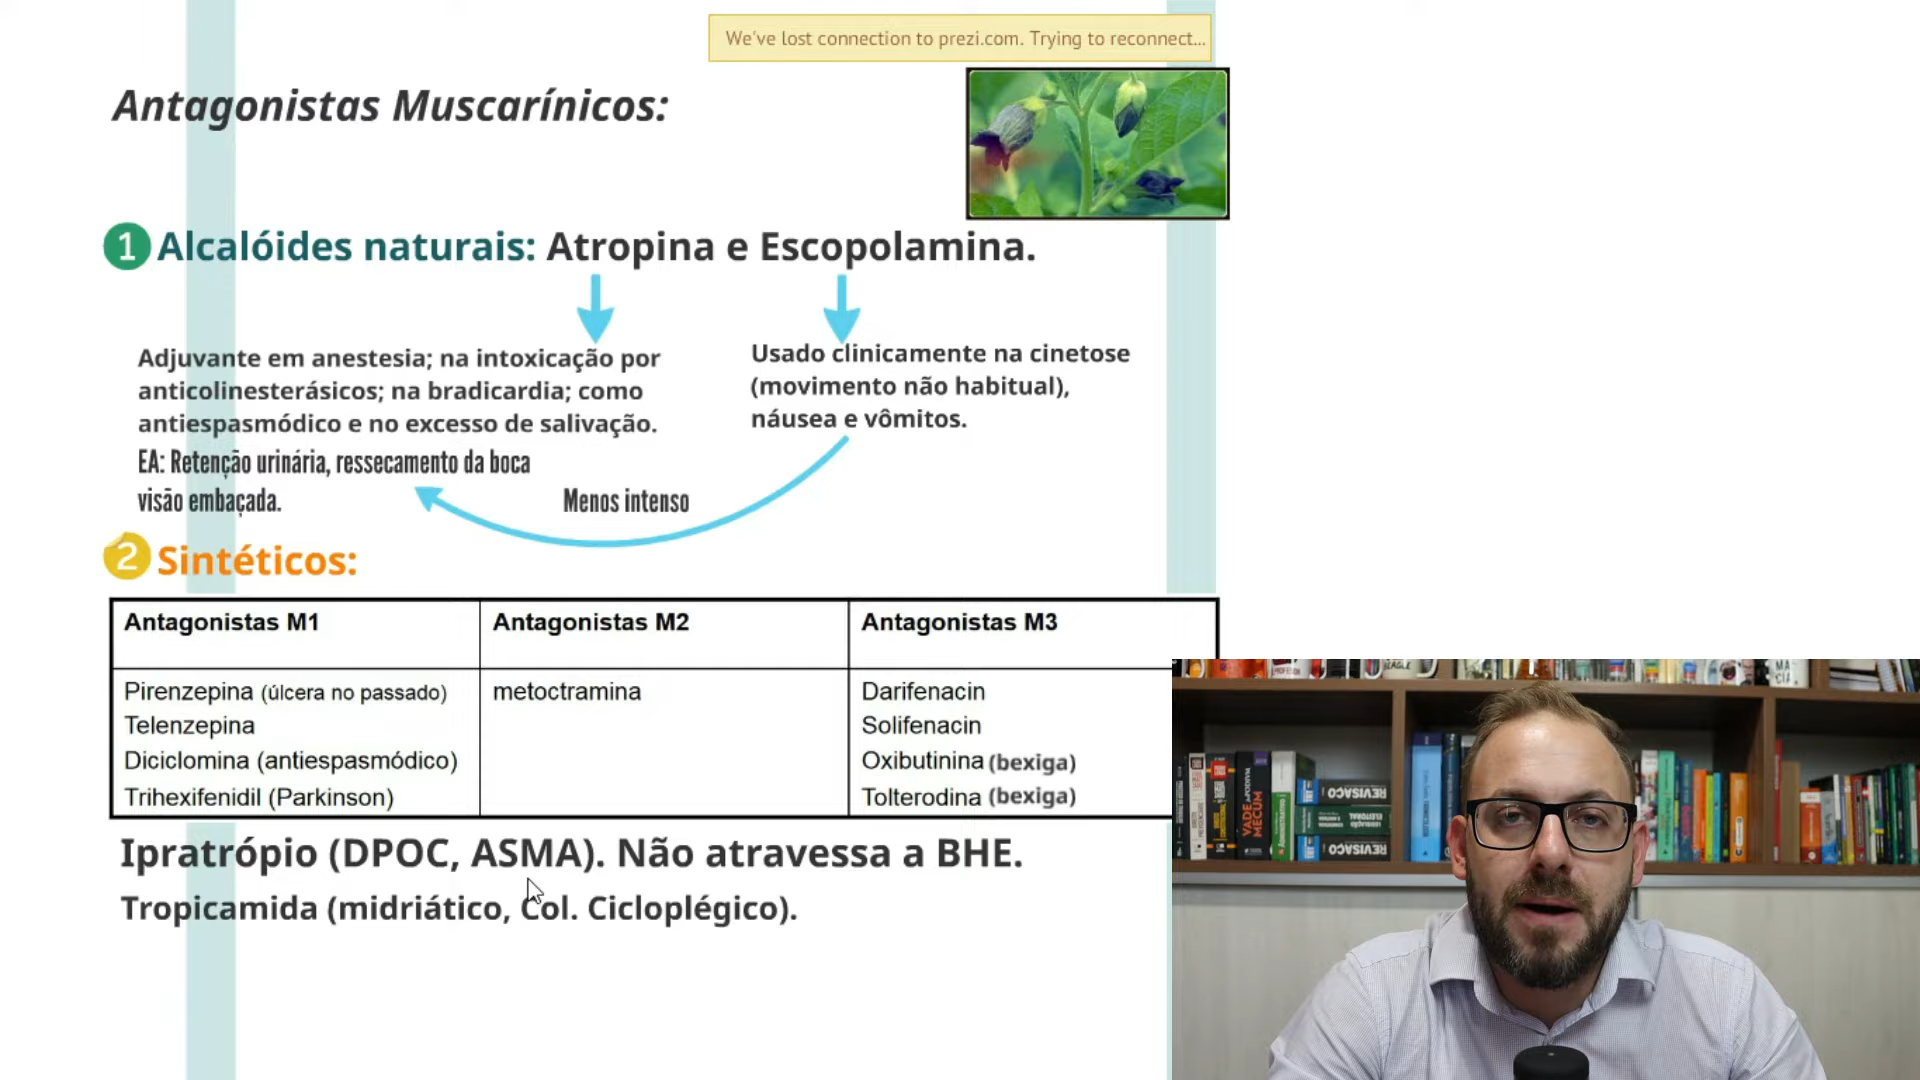 We've lost connection to prezi.com. Trying to reconnect...
Antagonistas Muscarínicos:
1 Alcalóides naturais: Atropina e Escopolamina.
Adjuvante em anestesia; na intoxicação por
anticolinesterásicos; na bradicardia; como
antiespasmódico e no excesso de salivação.
EA: Retenção urinária, ressecamento da boca
visão embaçada.
Usado clinicamente na cinetose
(movimento não habitual),
náusea e vômitos.
Menos intenso
2 Sintéticos:
Antagonistas M1
Antagonistas M2
Antagonistas M3
Pirenzepina (úlcera no passado)
Telenzepina
Diciclomina (antiespasmódico)
Trihexifenidil (Parkinson)
metoctramina
Darifenacin
Solifenacin
Oxibutinina (bexiga)
Tolterodina (bexiga)
Ipratrópio (DPOC, ASMA). Não atravessa a BHE.
Tropicamida (midriático, Col. Cicloplégico).
VADE
MECUM
REVISAÇO
REVISAÇO